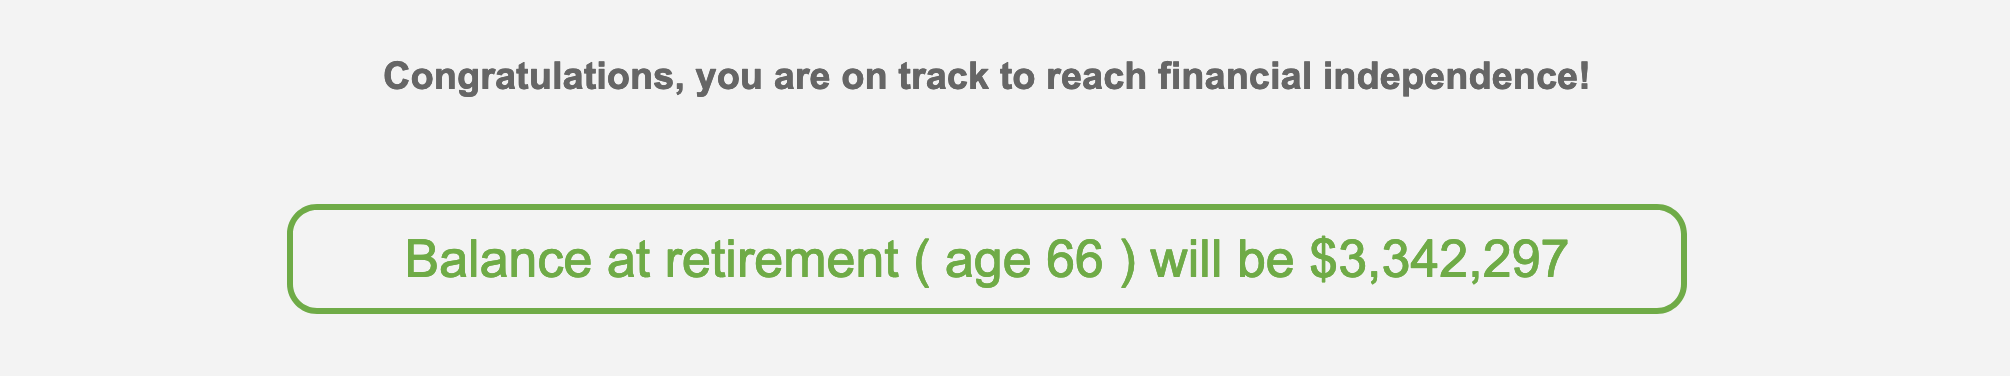 Congratulations, you are on track to reach financial independence!
Balance at retirement ( age 66 ) will be $3,342,297